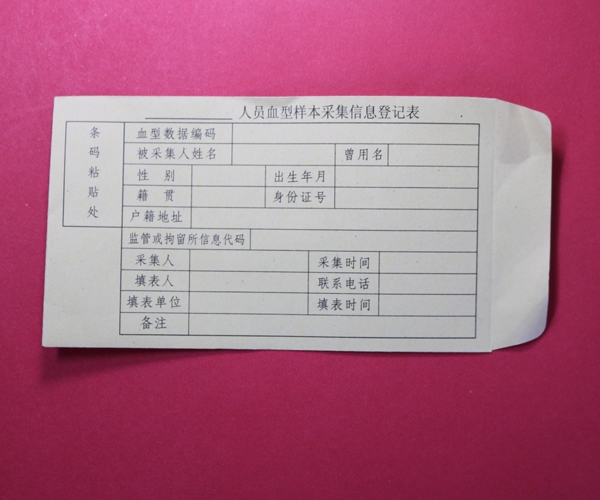 人员血型样本采集信息登记表
条码粘贴处
血型数据编码
被采集人姓名 曾用名
性别 出生年月
籍贯 身份证号
户籍地址
监管或拘留所信息代码
采集人 采集时间
填表人 联系电话
填表单位 填表时间
备注